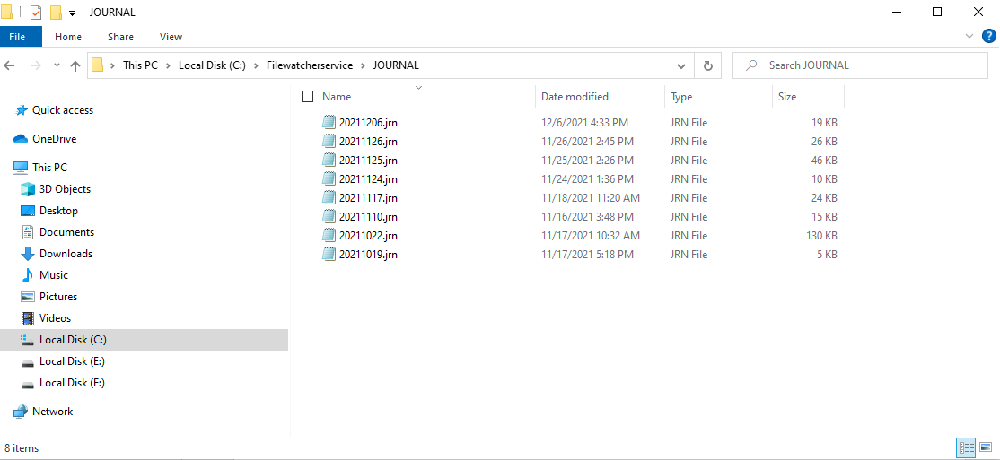 JOURNAL
File Home Share View
This PC Local Disk (C:) Filewatcherservice JOURNAL Search JOURNAL
Name Date modified Type Size
20211206.jrn 12/6/2021 4:33 PM JRN File 19 KB
20211126.jrn 11/26/2021 2:45 PM JRN File 26 KB
20211125.jrn 11/25/2021 2:26 PM JRN File 46 KB
20211124.jrn 11/24/2021 1:36 PM JRN File 10 KB
20211117.jrn 11/18/2021 11:20 AM JRN File 24 KB
20211110.jrn 11/16/2021 3:48 PM JRN File 15 KB
20211022.jrn 11/17/2021 10:32 AM JRN File 130 KB
20211019.jrn 11/17/2021 5:18 PM JRN File 5 KB
Quick access
OneDrive
This PC
3D Objects
Desktop
Documents
Downloads
Music
Pictures
Videos
Local Disk (C:)
Local Disk (E:)
Local Disk (F:)
Network
8 items